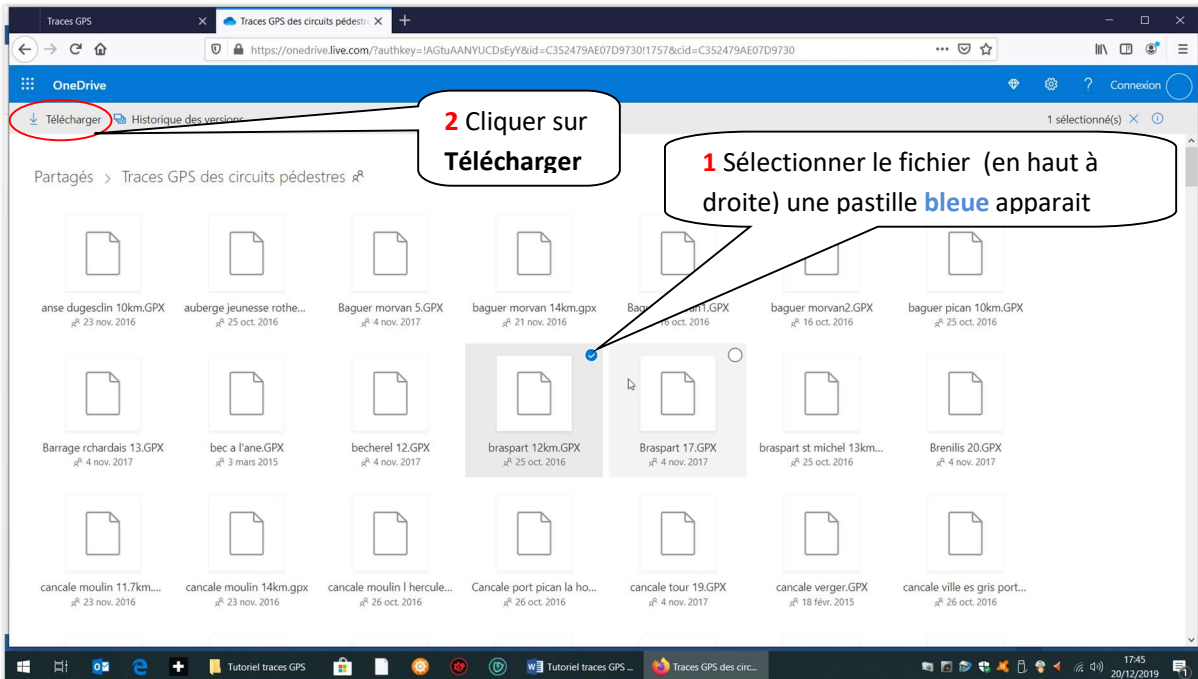 Traces GPS
Traces GPS des circuits pédestre
https://onedrive.live.com/?authkey=!AGtuAANYUCDsEyY&id=C352479AE07D9730!1757&cid=C352479AE07D9730
OneDrive
? Connexion
Télécharger Historique des versions
1 sélectionné(s)
2 Cliquer sur
Télécharger
1 Sélectionner le fichier (en haut à
droite) une pastille bleue apparait
Partagés > Traces GPS des circuits pédestres
anse dugesclin 10km.GPX auberge jeunesse rothe... Baguer morvan 5.GPX baguer morvan 14km.gpx baguer morvan2.GPX baguer pican 10km.GPX
23 nov. 2016 25 oct. 2016 4 nov. 2017 21 nov. 2016 16 oct. 2016 16 oct. 2016 25 oct. 2016
Barrage rchardais 13.GPX bec a l'ane.GPX becherel 12.GPX braspart 12km.GPX Braspart 17.GPX braspart st michel 13km... Brenilis 20.GPX
4 nov. 2017 3 mars 2015 4 nov. 2017 25 oct. 2016 4 nov. 2017 25 oct. 2016 4 nov. 2017
cancale moulin 11.7km.... cancale moulin 14km.gpx cancale moulin l hercule... Cancale port pican la ho... cancale tour 19.GPX cancale verger.GPX cancale ville es gris port...
23 nov. 2016 23 nov. 2016 26 oct. 2016 26 oct. 2016 4 nov. 2017 18 févr. 2015 26 oct. 2016
Tutoriel traces GPS Tutoriel traces GPS ... Traces GPS des circ... 17:45
20/12/2019